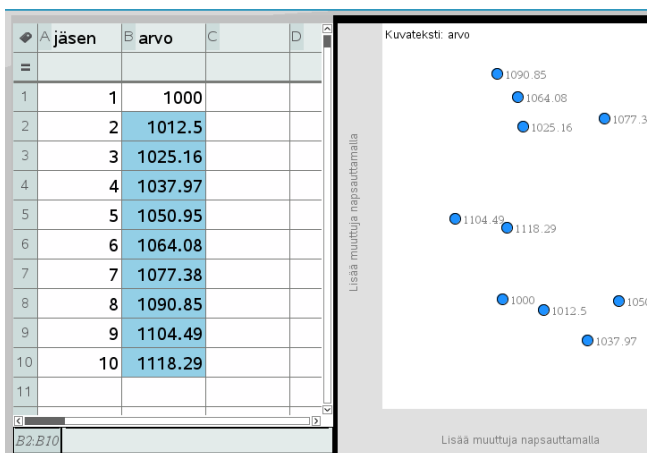 A jäsen B arvo C D
=
1 1 1000
2 2 1012.5
3 3 1025.16
4 4 1037.97
5 5 1050.95
6 6 1064.08
7 7 1077.38
8 8 1090.85
9 9 1104.49
10 10 1118.29
11
B2:B10
Kuvateksti: arvo
1090.85
1064.08
1025.16
1077.3
1104.49
1118.29
1000
1012.5
1050
1037.97
Lisää muuttuja napsauttamalla
Lisää muuttuja napsauttamalla